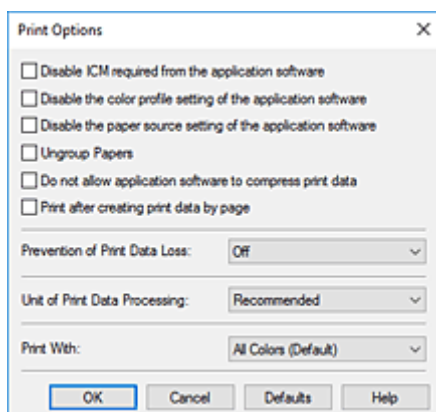 Print Options
Disable ICM required from the application software
Disable the color profile setting of the application software
Disable the paper source setting of the application software
Ungroup Papers
Do not allow application software to compress print data
Print after creating print data by page
Prevention of Print Data Loss: Off
Unit of Print Data Processing: Recommended
Print With: All Colors (Default)
OK Cancel Defaults Help